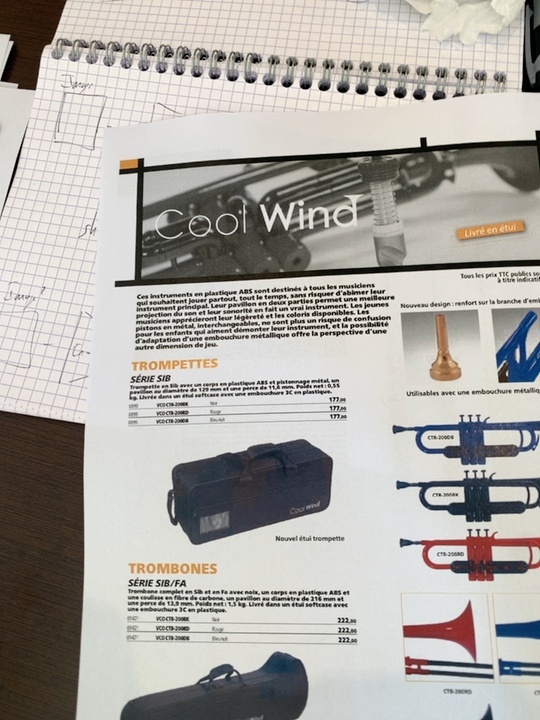 Cool Wind
Livré en étui
Tous les prix TTC publics so
à titre indicatif
Ces instruments en plastique ABS sont destinés à tous les musiciens
qui souhaitent jouer partout, tout le temps, sans risquer d'abimer leur
instrument principal. Leur pavillon en deux parties permet une meilleure
projection du son et leur sonorité en fait un vrai instrument. Les jeunes
musiciens apprécieront leur légèreté et les coloris disponibles. Les
pistons en métal, interchangeables, ne sont plus un risque de confusion
pour les enfants qui aiment démonter leur instrument, et la possibilité
d'adaptation d'une embouchure métallique offre la perspective d'une
autre dimension de jeu.
Nouveau design : renfort sur la branche d'em
Utilisables avec une embouchure métalliq
TROMPETTES
SÉRIE SIB
Trompette en Sib avec un corps en plastique ABS et pistonnage métal, un
pavillon au diamètre de 129 mm et une perce de 11,6 mm. Poids net : 0,55
kg. Livrée dans un étui softcase avec une embouchure 3C en plastique.
VCO CTR-200BK Noir 177,00
VCO CTR-200RD Rouge 177,00
VCO CTR-200DB Bleu nuit 177,00
CTR-200DB
CTR-200BK
CTR-200RD
Cool Wind
Nouvel étui trompette
TROMBONES
SÉRIE SIB/FA
Trombone complet en Sib et en Fa avec noix, un corps en plastique ABS et
une coulisse en fibre de carbone, un pavillon au diamètre de 216 mm et
une perce de 13,9 mm. Poids net : 1,5 kg. Livré dans un étui softcase avec
une embouchure 3C en plastique.
VCO CTB-200BK Noir 222,00
VCO CTB-200RD Rouge 222,00
VCO CTB-200DB Bleu nuit 222,00
CTB-200RD